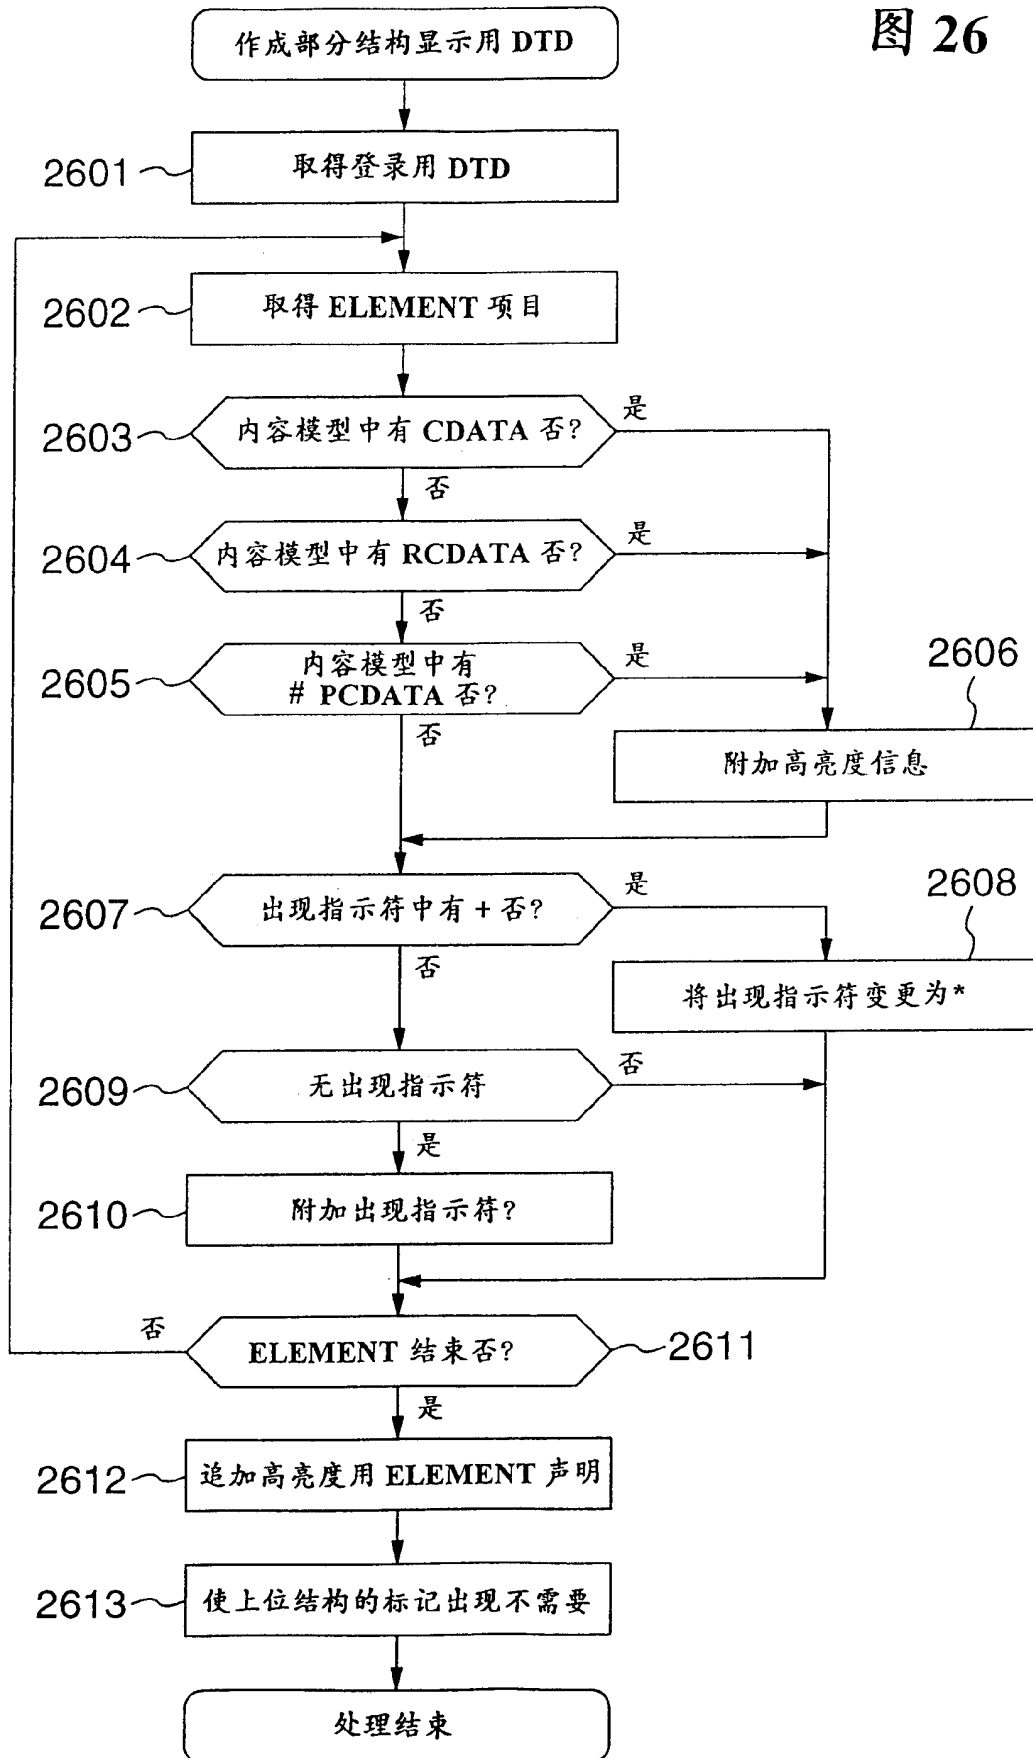 图 26
作成部分结构显示用 DTD
2601
取得登录用 DTD
2602
取得 ELEMENT 项目
2603
内容模型中有 CDATA 否?
是
否
2604
内容模型中有 RCDATA 否?
是
否
2605
内容模型中有
# PCDATA 否?
是
否
2606
附加高亮度信息
2607
出现指示符中有 + 否?
是
否
2608
将出现指示符变更为*
2609
无出现指示符
否
是
2610
附加出现指示符?
否
ELEMENT 结束否?
2611
是
2612
追加高亮度用 ELEMENT 声明
2613
使上位结构的标记出现不需要
处理结束